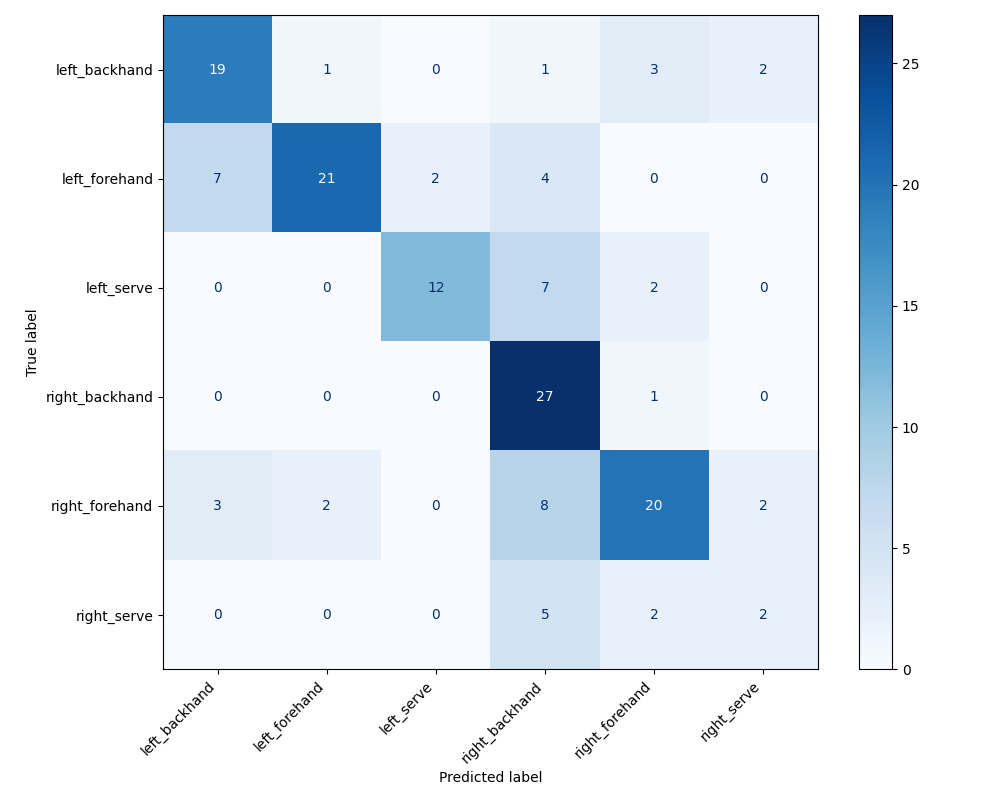 left_backhand 19 1 0 1 3 2
left_forehand 7 21 2 4 0 0
left_serve 0 0 12 7 2 0
right_backhand 0 0 0 27 1 0
right_forehand 3 2 0 8 20 2
right_serve 0 0 0 5 2 2
True label
left_backhand left_forehand left_serve right_backhand right_forehand right_serve
Predicted label
25
20
15
10
5
0